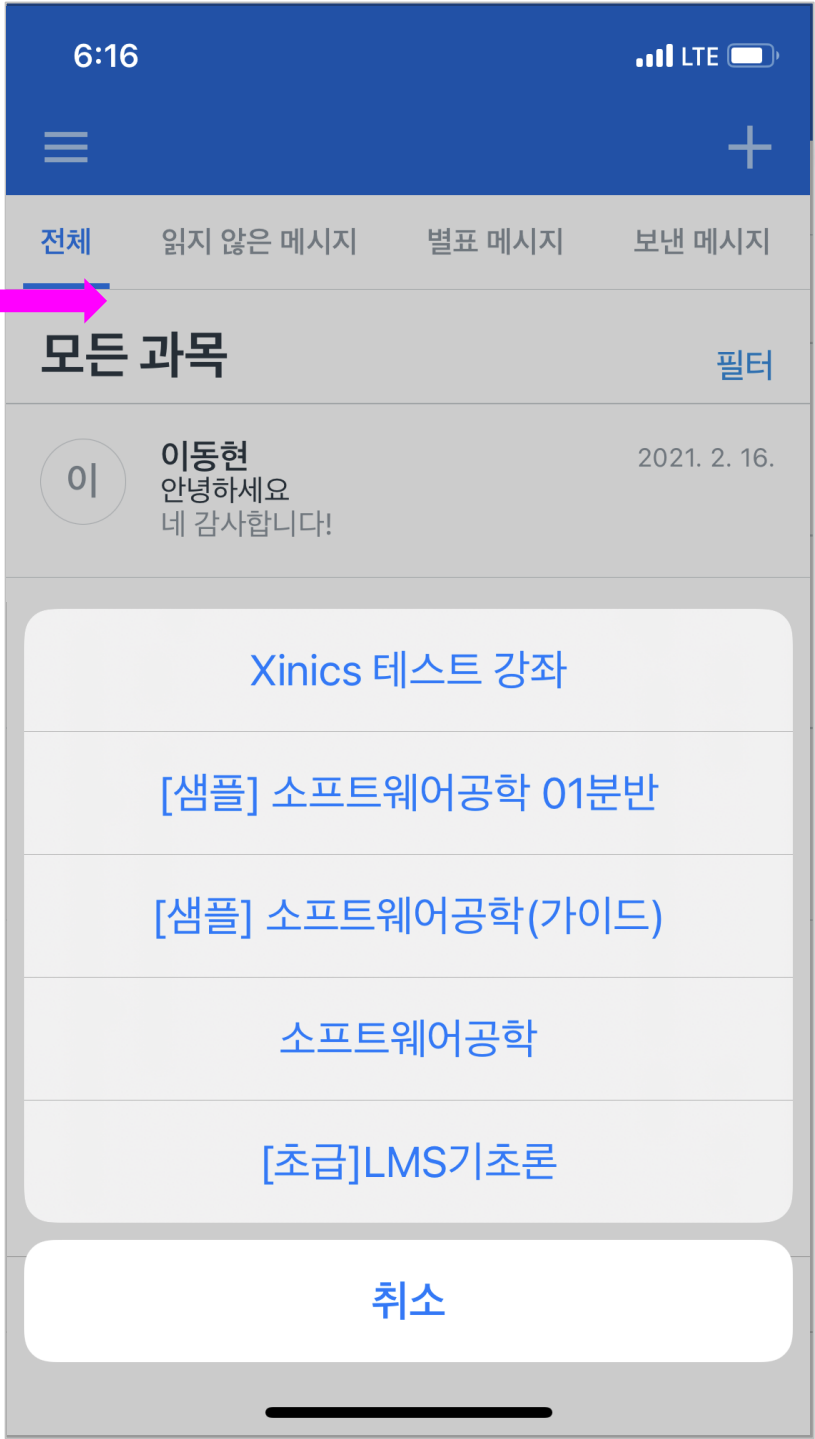 6:16 LTE
전체 읽지 않은 메시지 별표 메시지 보낸 메시지
모든 과목 필터
이 이동현 2021. 2. 16.
안녕하세요
네 감사합니다!
Xinics 테스트 강좌
[샘플] 소프트웨어공학 01분반
[샘플] 소프트웨어공학(가이드)
소프트웨어공학
[초급]LMS기초론
취소